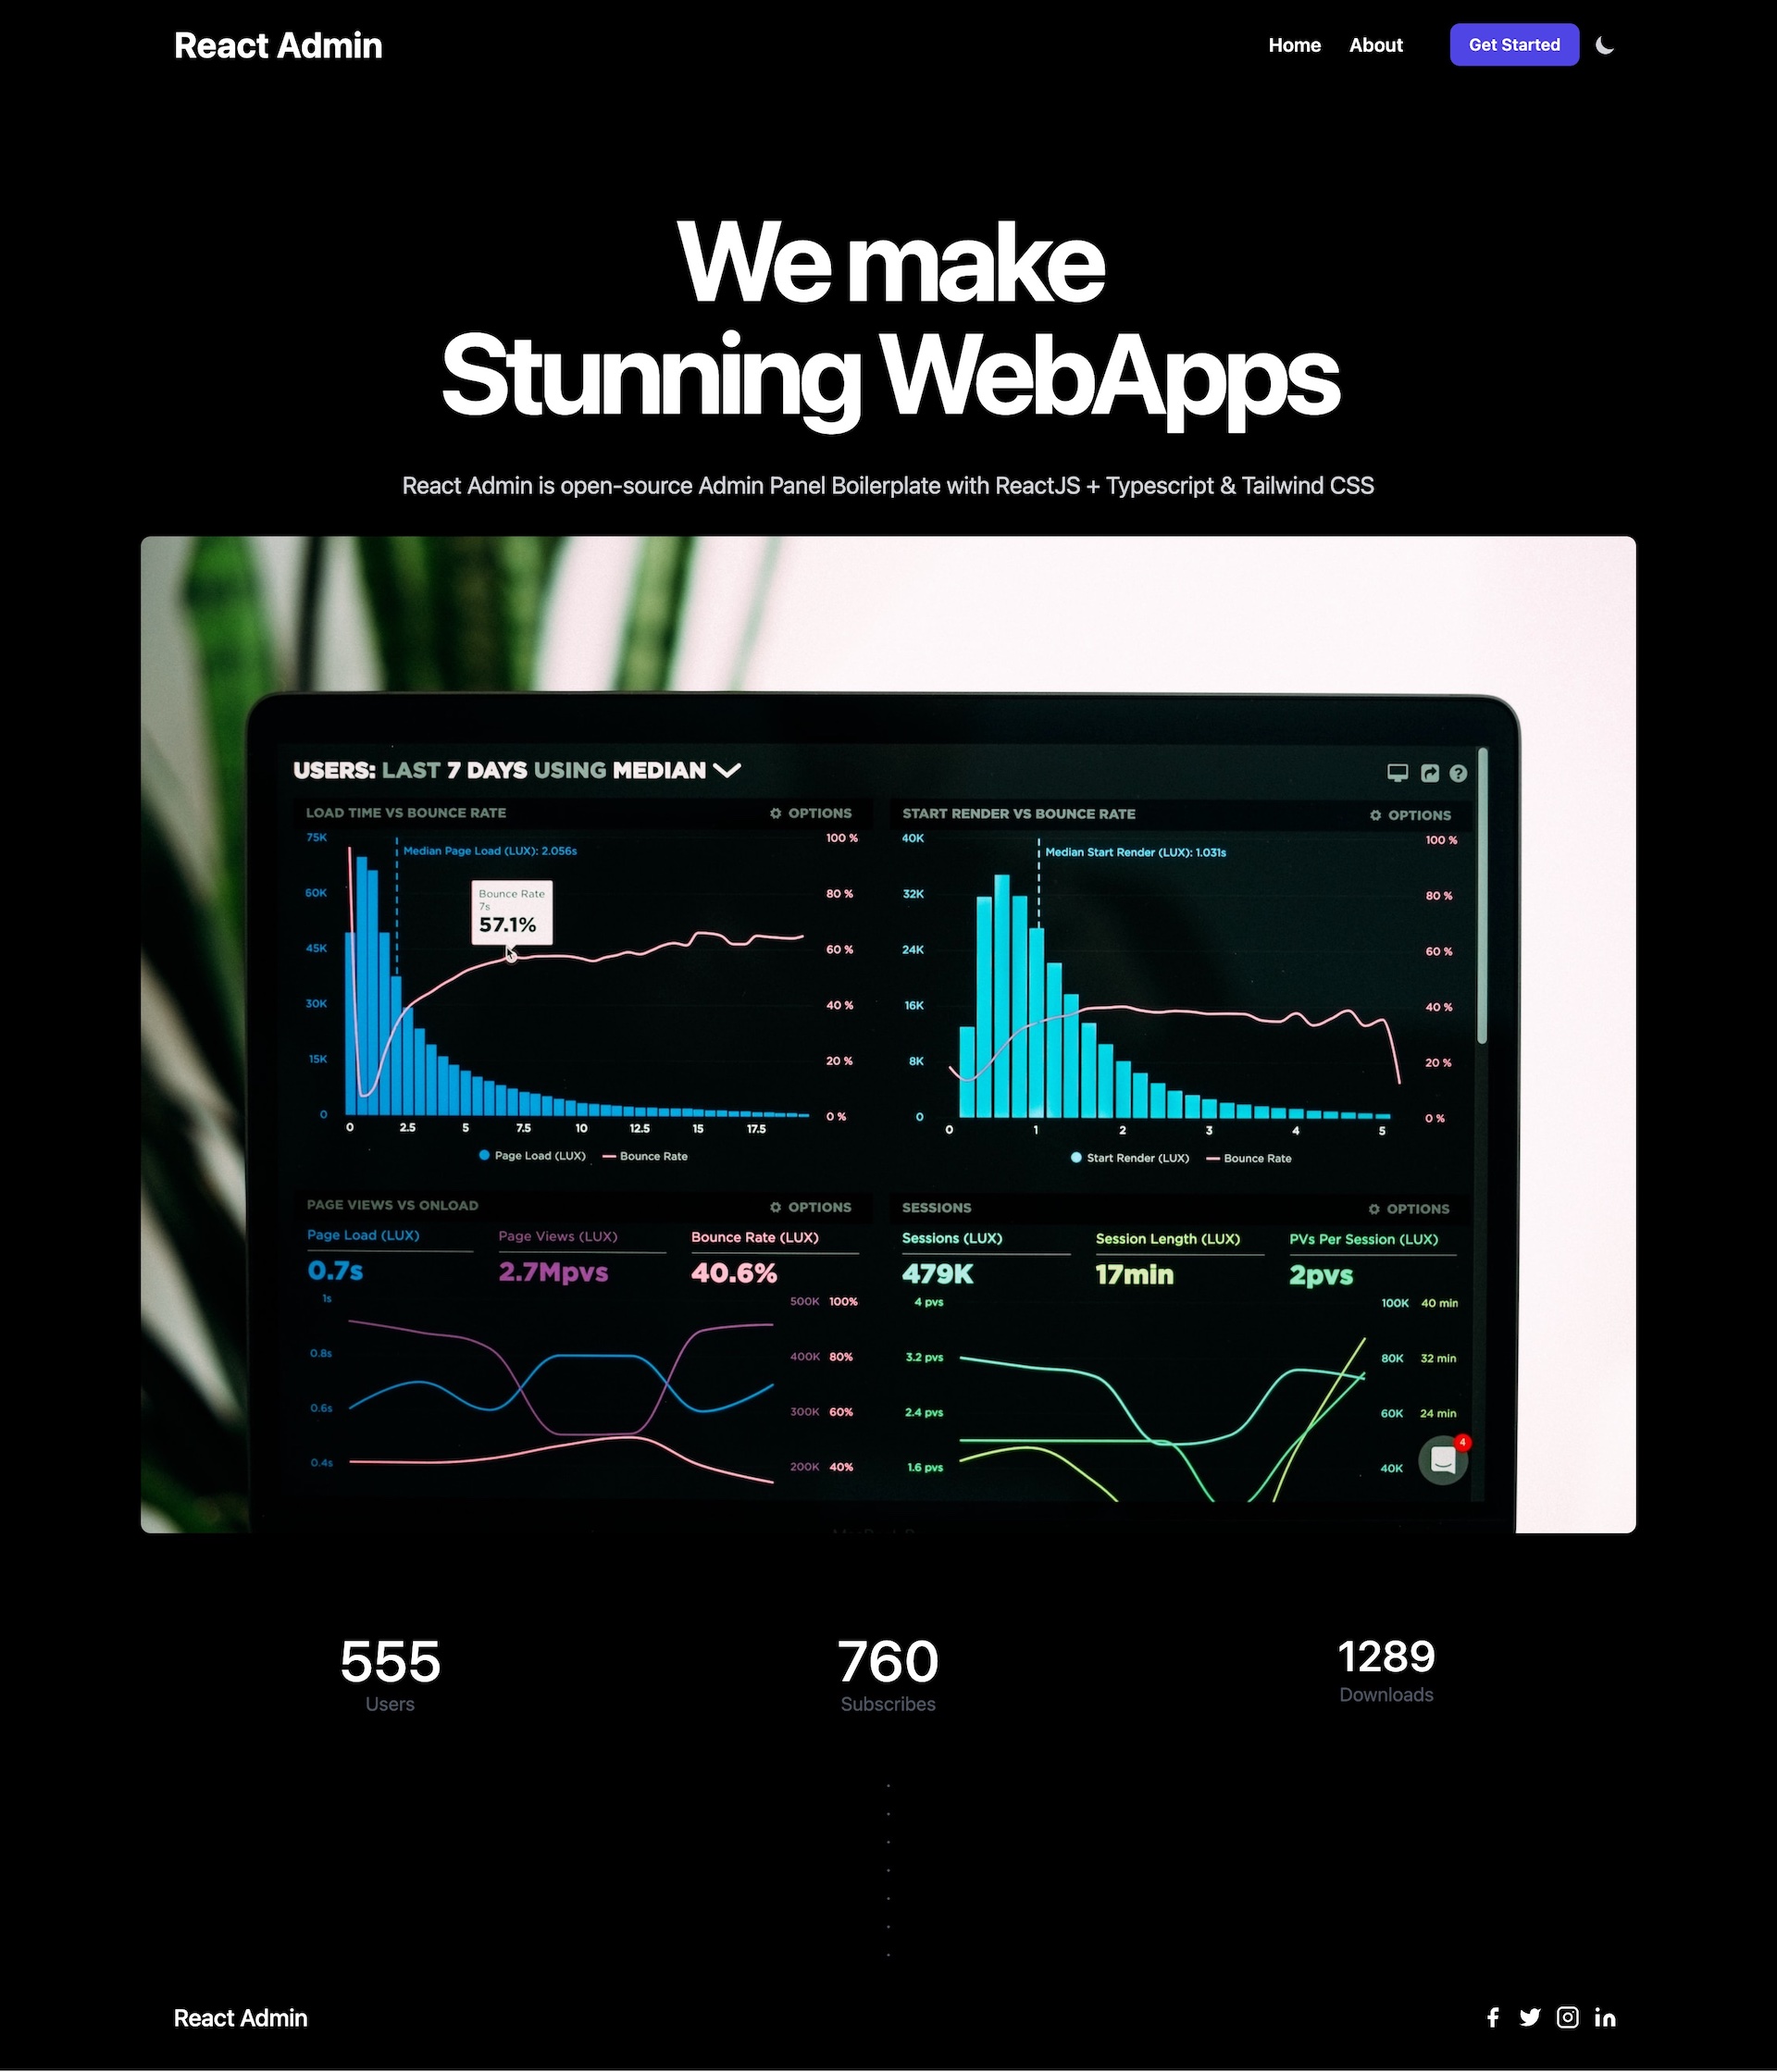 React Admin
Home About Get Started
We make
Stunning WebApps
React Admin is open-source Admin Panel Boilerplate with ReactJS + Typescript & Tailwind CSS
USERS: LAST 7 DAYS USING MEDIAN
LOAD TIME VS BOUNCE RATE OPTIONS
75K 100 %
Median Page Load (LUX): 2.056s
60K 80 %
Bounce Rate
7s
57.1%
45K 60 %
30K 40 %
15K 20 %
0 0 %
0 2.5 5 7.5 10 12.5 15 17.5
Page Load (LUX) Bounce Rate
START RENDER VS BOUNCE RATE OPTIONS
40K 100 %
Median Start Render (LUX): 1.031s
32K 80 %
24K 60 %
16K 40 %
8K 20 %
0 0 %
0 1 2 3 4 5
Start Render (LUX) Bounce Rate
PAGE VIEWS VS ONLOAD OPTIONS
Page Load (LUX) Page Views (LUX) Bounce Rate (LUX)
0.7s 2.7Mpvs 40.6%
1s 500K 100%
0.8s 400K 80%
0.6s 300K 60%
0.4s 200K 40%
SESSIONS OPTIONS
Sessions (LUX) Session Length (LUX) PVs Per Session (LUX)
479K 17min 2pvs
4 pvs 100K 40 min
3.2 pvs 80K 32 min
2.4 pvs 60K 24 min
4
1.6 pvs 40K
555 760 1289
Users Subscribes Downloads
React Admin